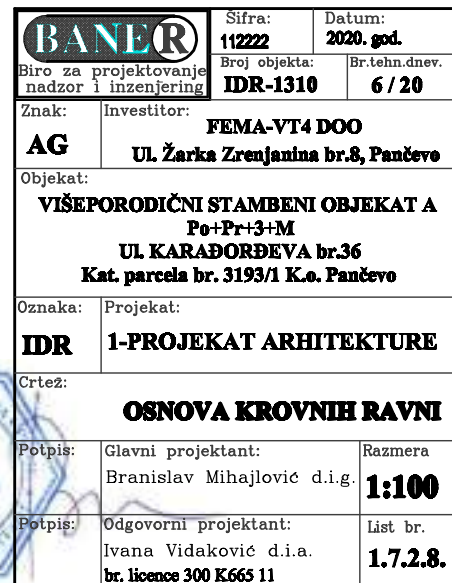 BANER
Biro za projektovanje
nadzor i inzenjering
Šifra:
112222
Datum:
2020. god.
Broj objekta:
IDR-1310
Br.tehn.dnev.
6/20
Znak:
AG
Investitor:
FEMA-VT4 DOO
Ul. Žarka Zrenjanina br.8, Pančevo
Objekat:
VIŠEPORODIČNI STAMBENI OBJEKAT A
Po+Pr+3+M
Ul. KARAĐORĐEVA br.36
Kat. parcela br. 3193/1 K.o. Pančevo
Oznaka:
IDR
Projekat:
1-PROJEKAT ARHITEKTURE
Crtež:
OSNOVA KROVNIH RAVNI
Potpis:
Glavni projektant:
Branislav Mihajlović d.i.g.
Razmera
1:100
Potpis:
Odgovorni projektant:
Ivana Vidaković d.i.a.
br. licence 300 K665 11
List br.
1.7.2.8.